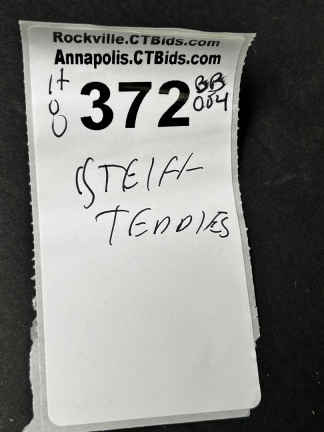 Rockville.CTBids.com
Annapolis.CTBids.com
372
BB
004
STEIFF
TEDDIES